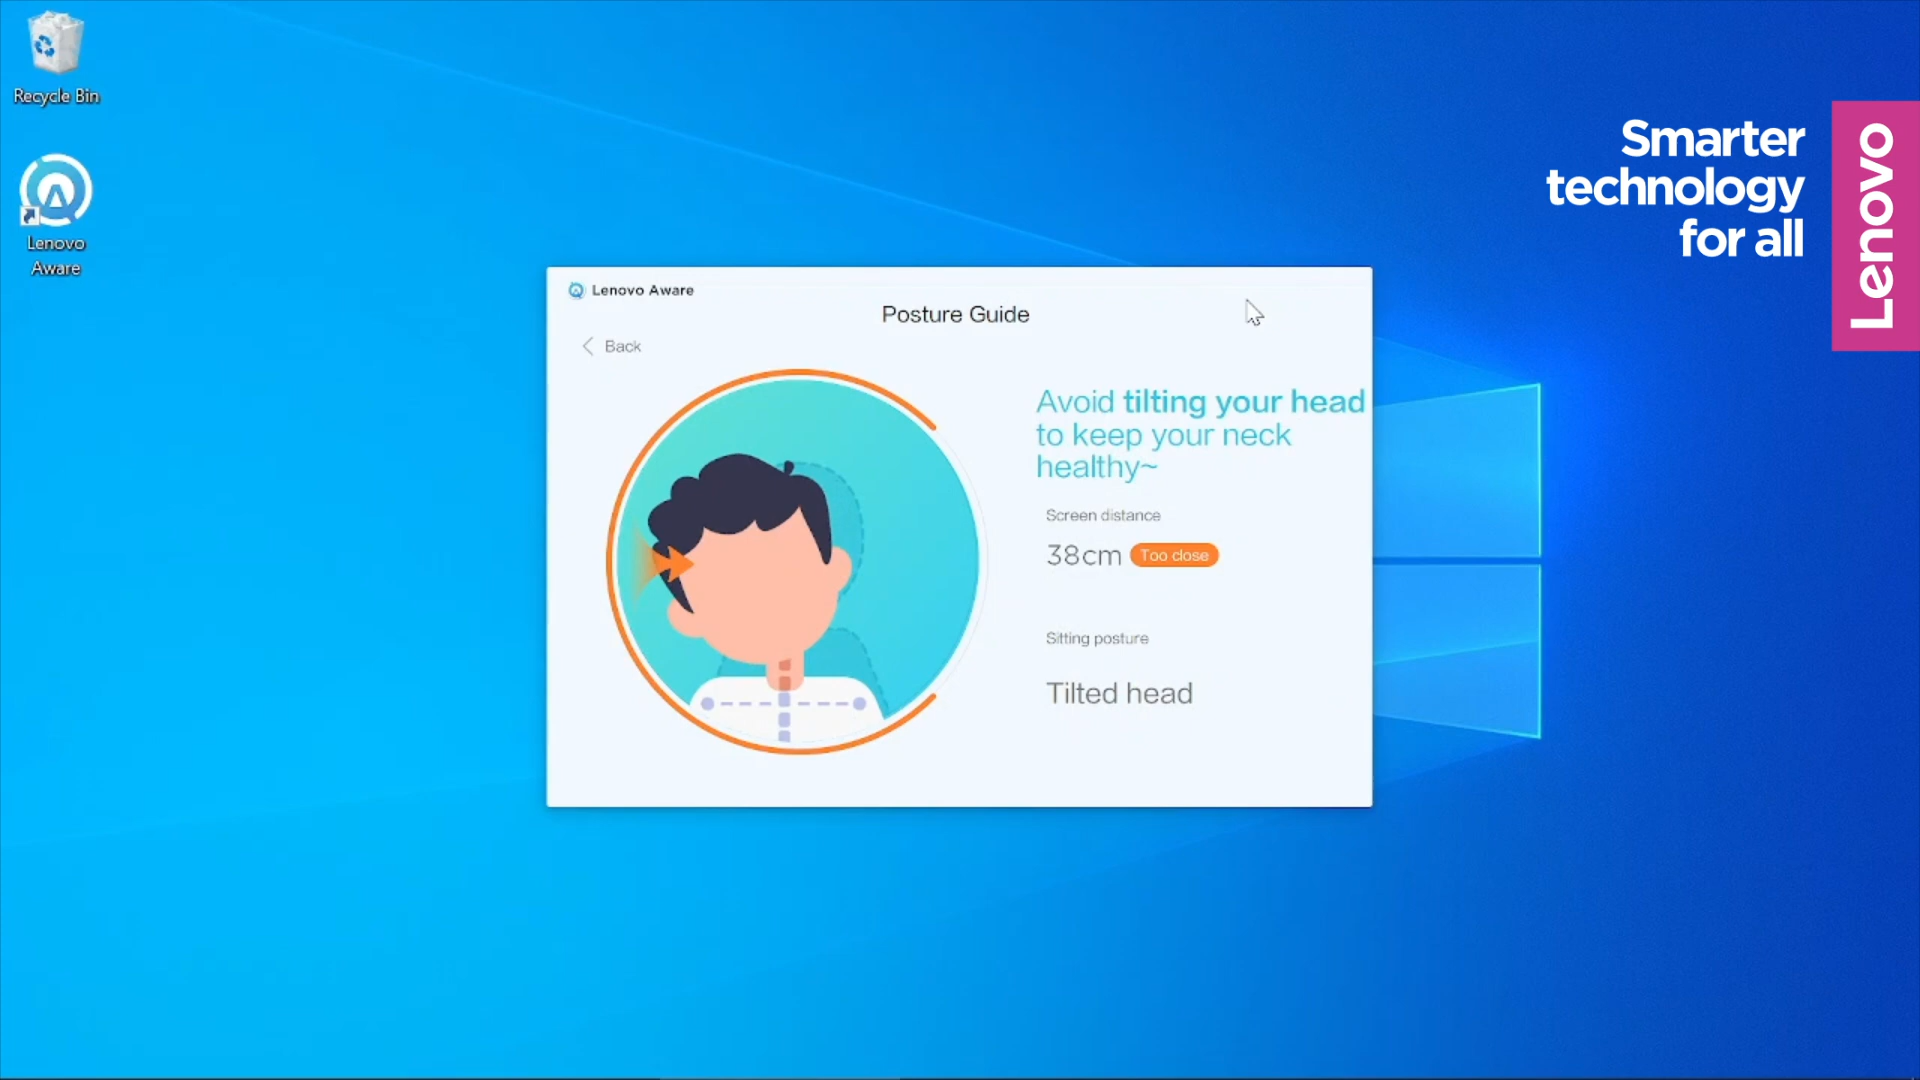 Recycle Bin
Lenovo
Aware
Smarter
technology
for all
Lenovo
Lenovo Aware
Posture Guide
Back
Avoid tilting your head
to keep your neck
healthy~
Screen distance
38cm Too close
Sitting posture
Tilted head